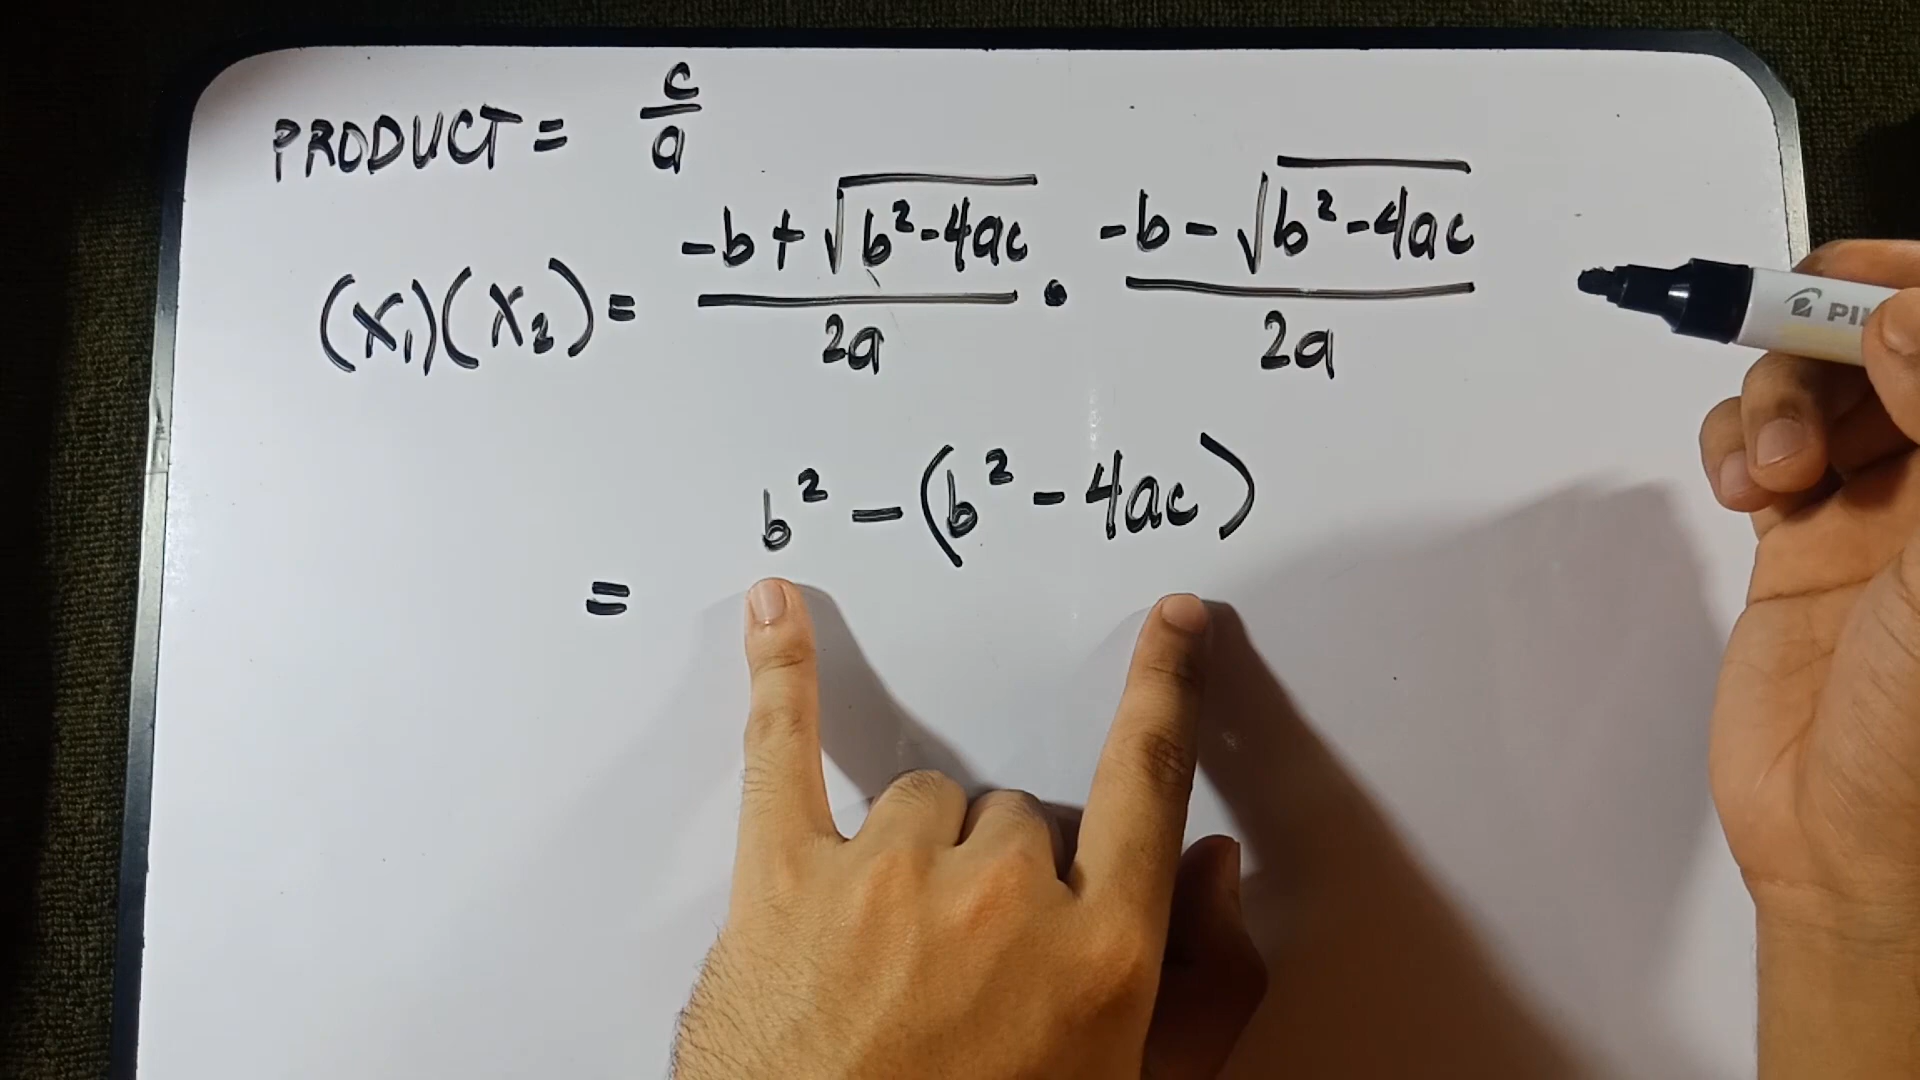 PRODUCT = c/a
(x₁)(x₂) = -b + √(b² - 4ac) / 2a • -b - √(b² - 4ac) / 2a
= b² - (b² - 4ac)